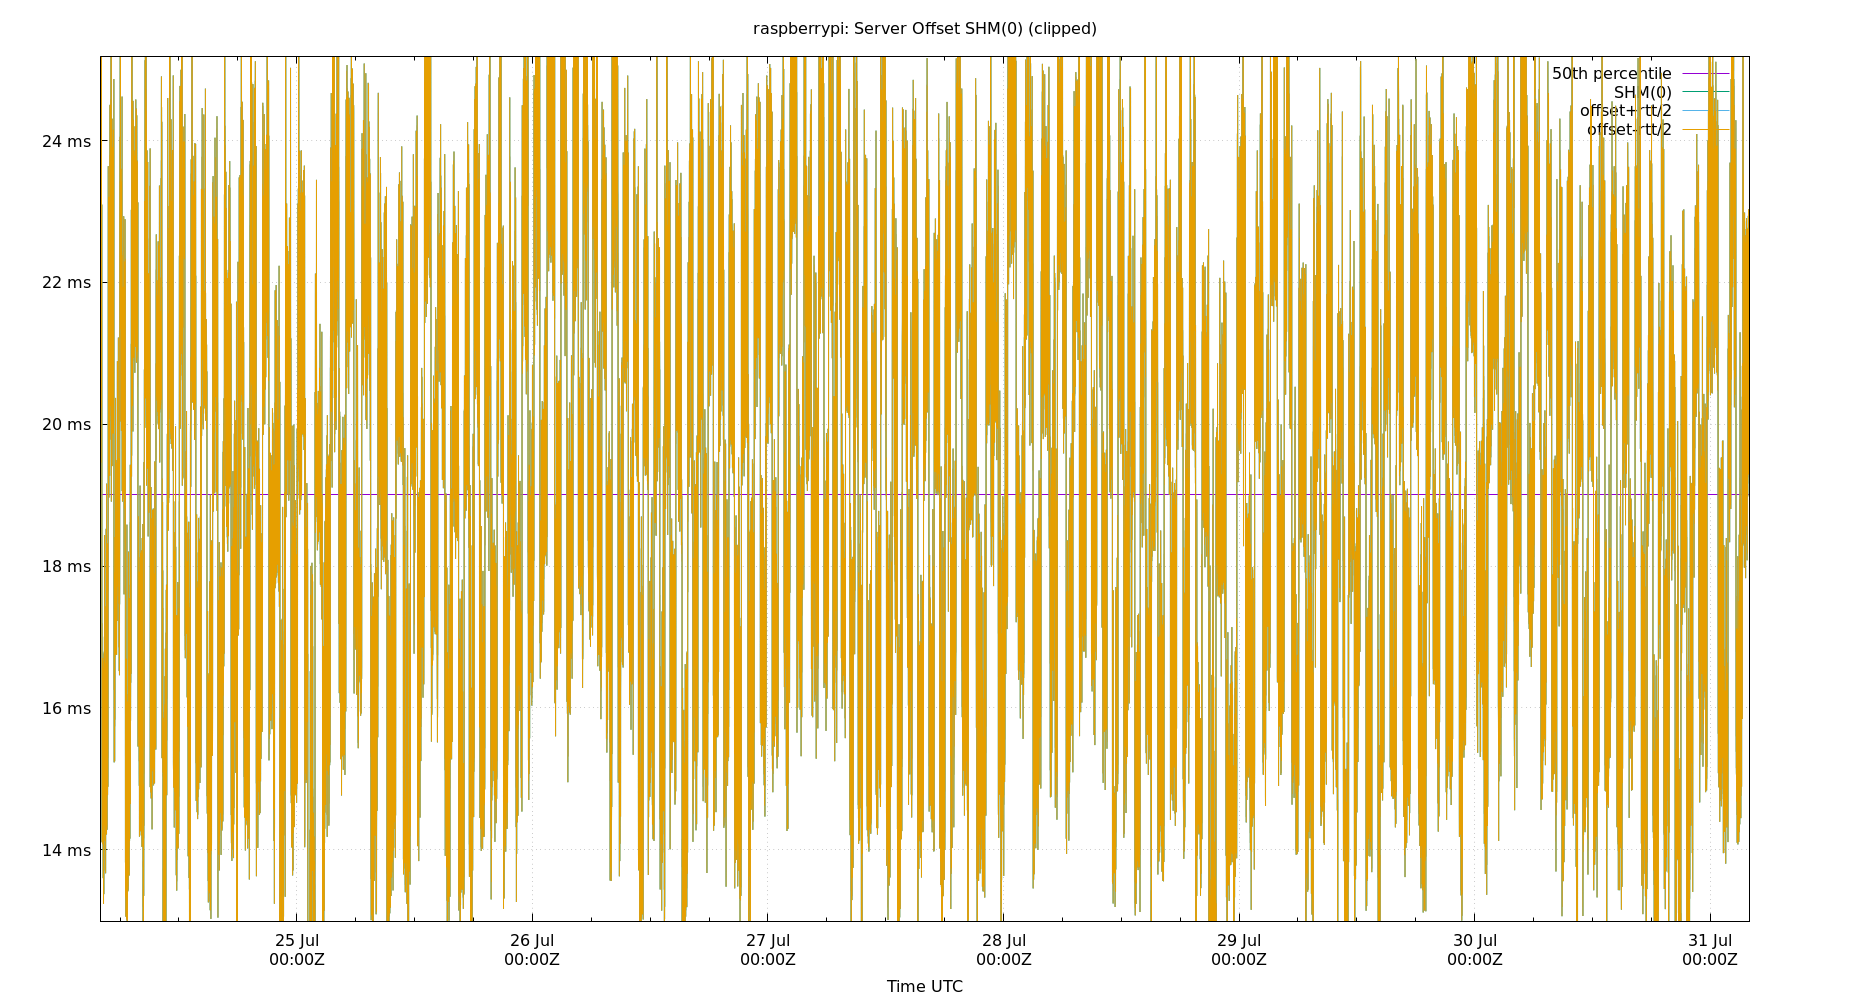 raspberrypi: Server Offset SHM(0) (clipped)
50th percentile
SHM(0)
offset+rtt/2
offset-rtt/2
24 ms
22 ms
20 ms
18 ms
16 ms
14 ms
25 Jul 26 Jul 27 Jul 28 Jul 29 Jul 30 Jul 31 Jul
00:00Z 00:00Z 00:00Z 00:00Z 00:00Z 00:00Z 00:00Z
Time UTC